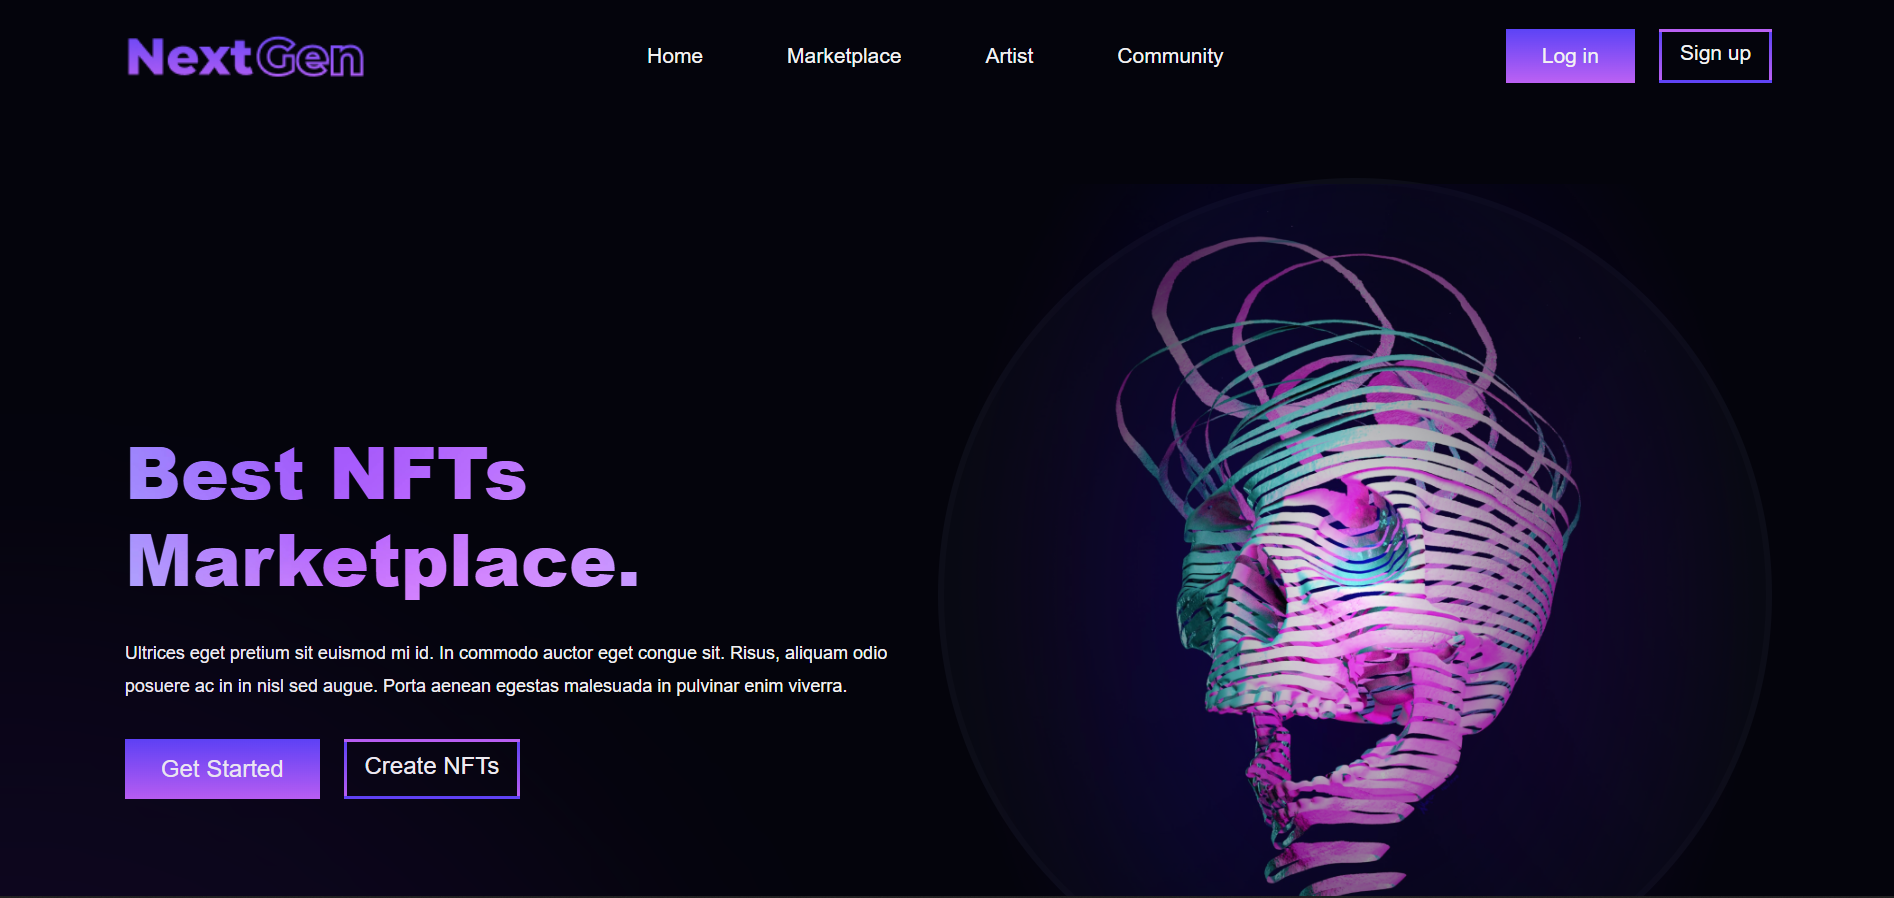 NextGen
Home
Marketplace
Artist
Community
Log in
Sign up
Best NFTs
Marketplace.
Ultrices eget pretium sit euismod mi id. In commodo auctor eget congue sit. Risus, aliquam odio
posuere ac in in nisl sed augue. Porta aenean egestas malesuada in pulvinar enim viverra.
Get Started
Create NFTs